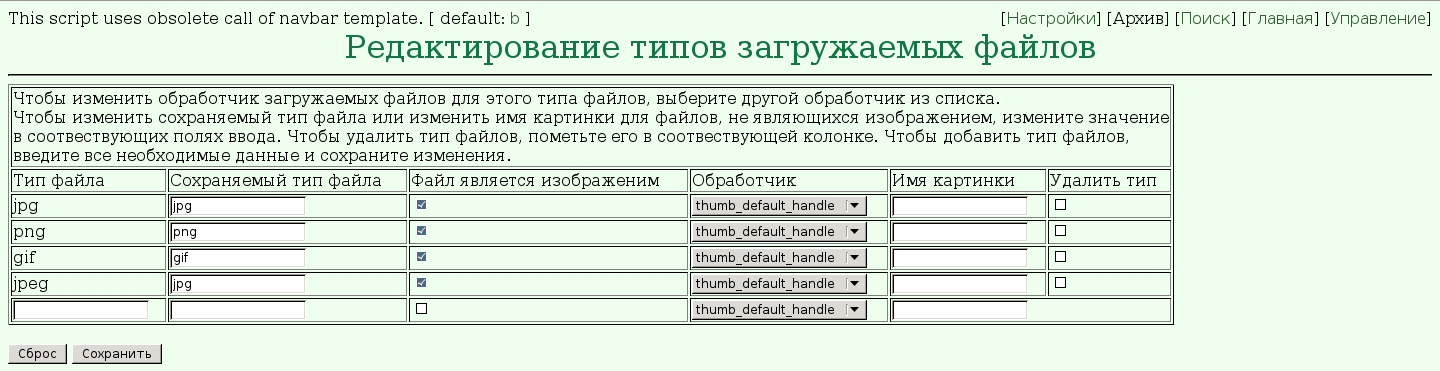 This script uses obsolete call of navbar template. [ default: b ] [Настройки] [Архив] [Поиск] [Главная] [Управление]
Редактирование типов загружаемых файлов
Чтобы изменить обработчик загружаемых файлов для этого типа файлов, выберите другой обработчик из списка.
Чтобы изменить сохраняемый тип файла или изменить имя картинки для файлов, не являющихся изображением, измените значение
в соотвествующих полях ввода. Чтобы удалить тип файлов, пометьте его в соотвествующей колонке. Чтобы добавить тип файлов,
введите все необходимые данные и сохраните изменения.
Тип файла Сохраняемый тип файла Файл является изображеним Обработчик Имя картинки Удалить тип
jpg jpg thumb_default_handle
png png thumb_default_handle
gif gif thumb_default_handle
jpeg jpg thumb_default_handle
thumb_default_handle
Сброс Сохранить